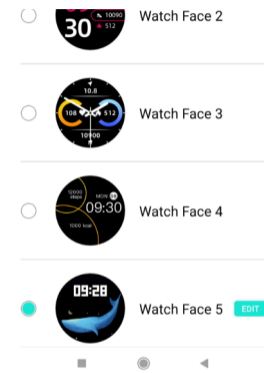 10090
30
512
Watch Face 2
10.8
108
512
10900
Watch Face 3
12000
steps
MON
09:30
1000 kcal
Watch Face 4
09:28
Watch Face 5
EDIT